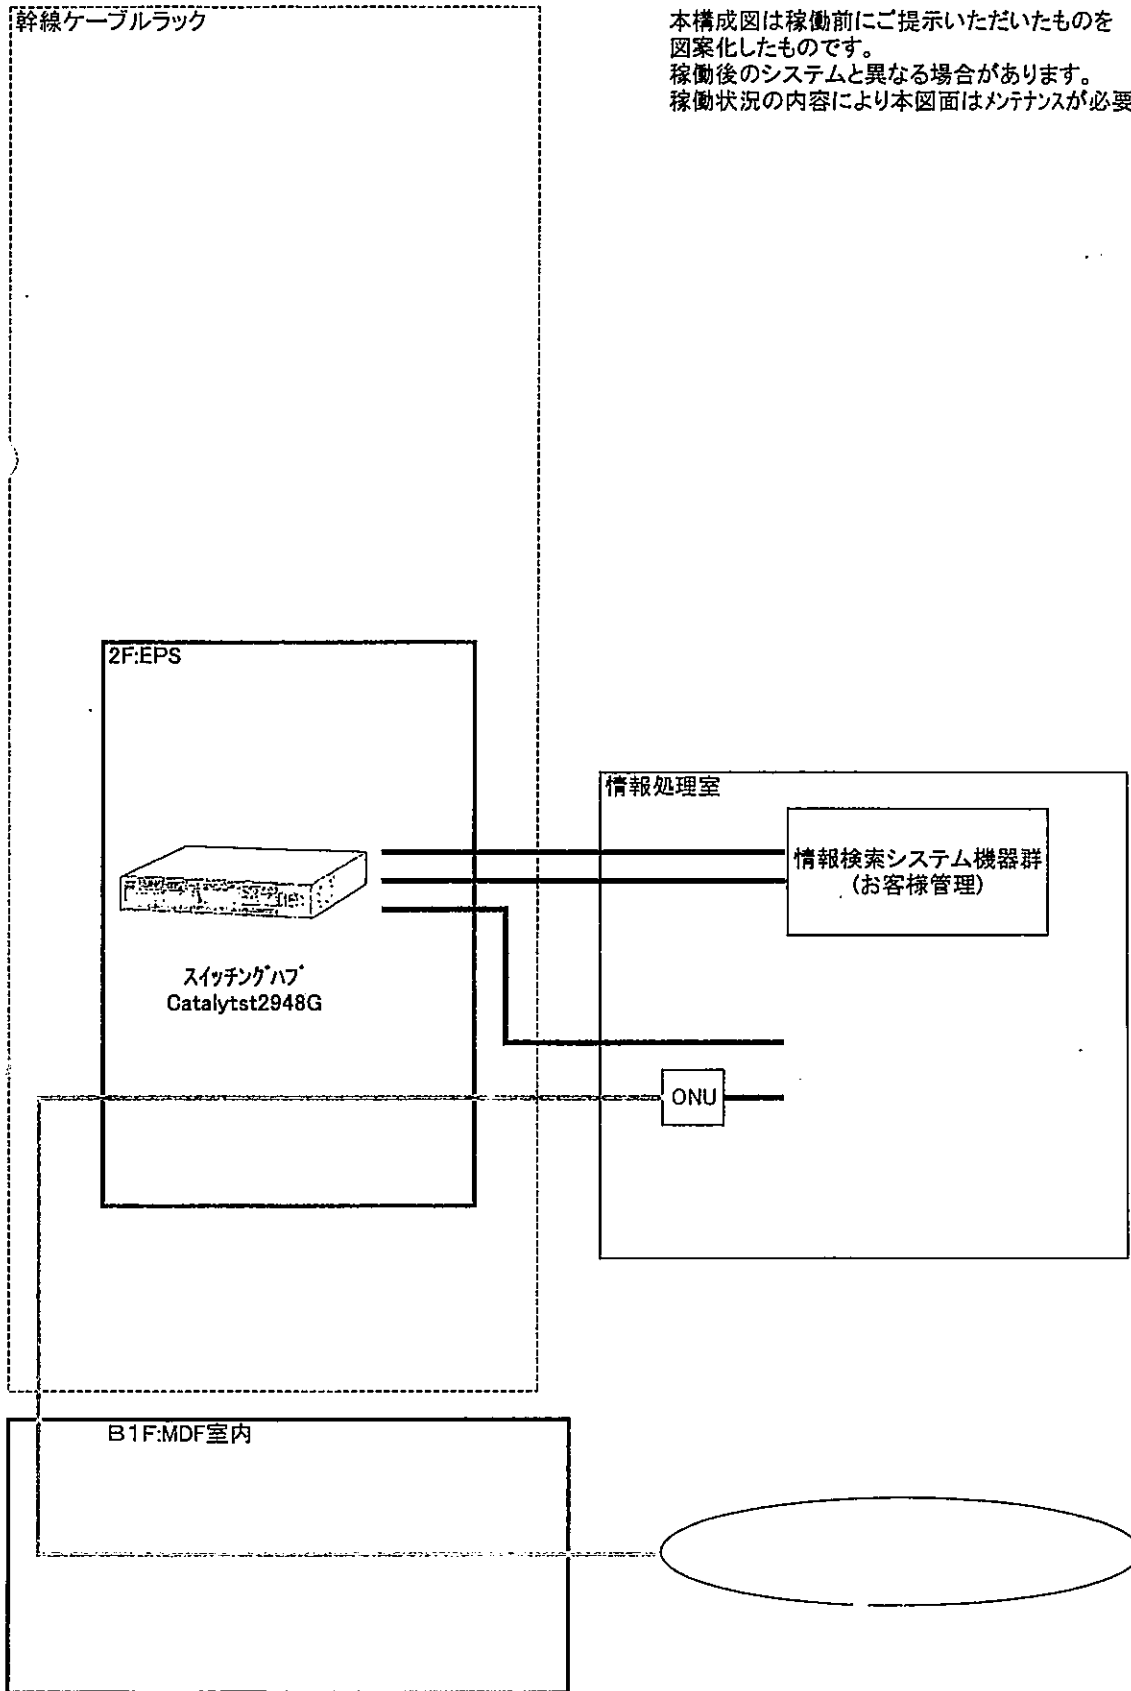 幹線ケーブルラック
本構成図は稼働前にご提示いただいたものを
図案化したものです。
稼働後のシステムと異なる場合があります。
稼働状況の内容により本図面はﾒﾝﾃﾅﾝｽが必要
2F:EPS
情報処理室
情報検索システム機器群
(お客様管理)
ｽｲｯﾁﾝｸﾞﾊﾌﾞ
Catalytst2948G
ONU
B1F:MDF室内